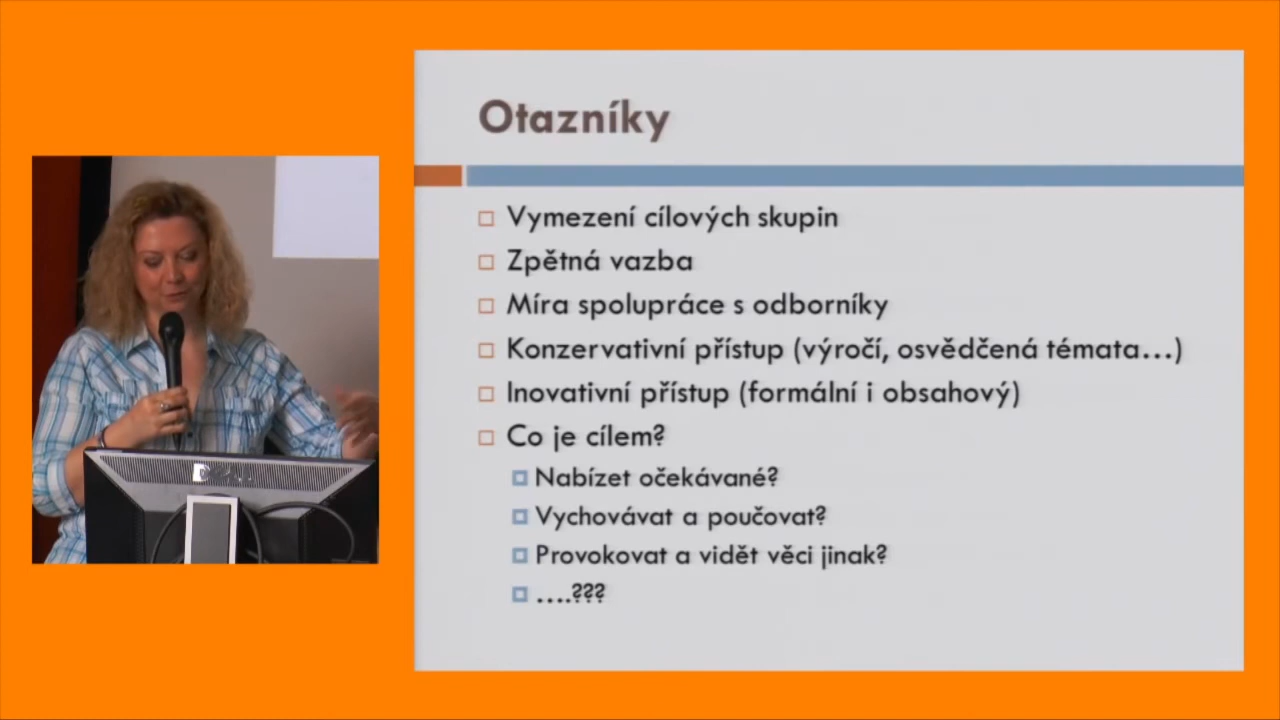 Otazníky
Vymezení cílových skupin
Zpětná vazba
Míra spolupráce s odborníky
Konzervativní přístup (výročí, osvědčená témata...)
Inovativní přístup (formální i obsahový)
Co je cílem?
Nabízet očekávané?
Vychovávat a poučovat?
Provokovat a vidět věci jinak?
....???
DELL